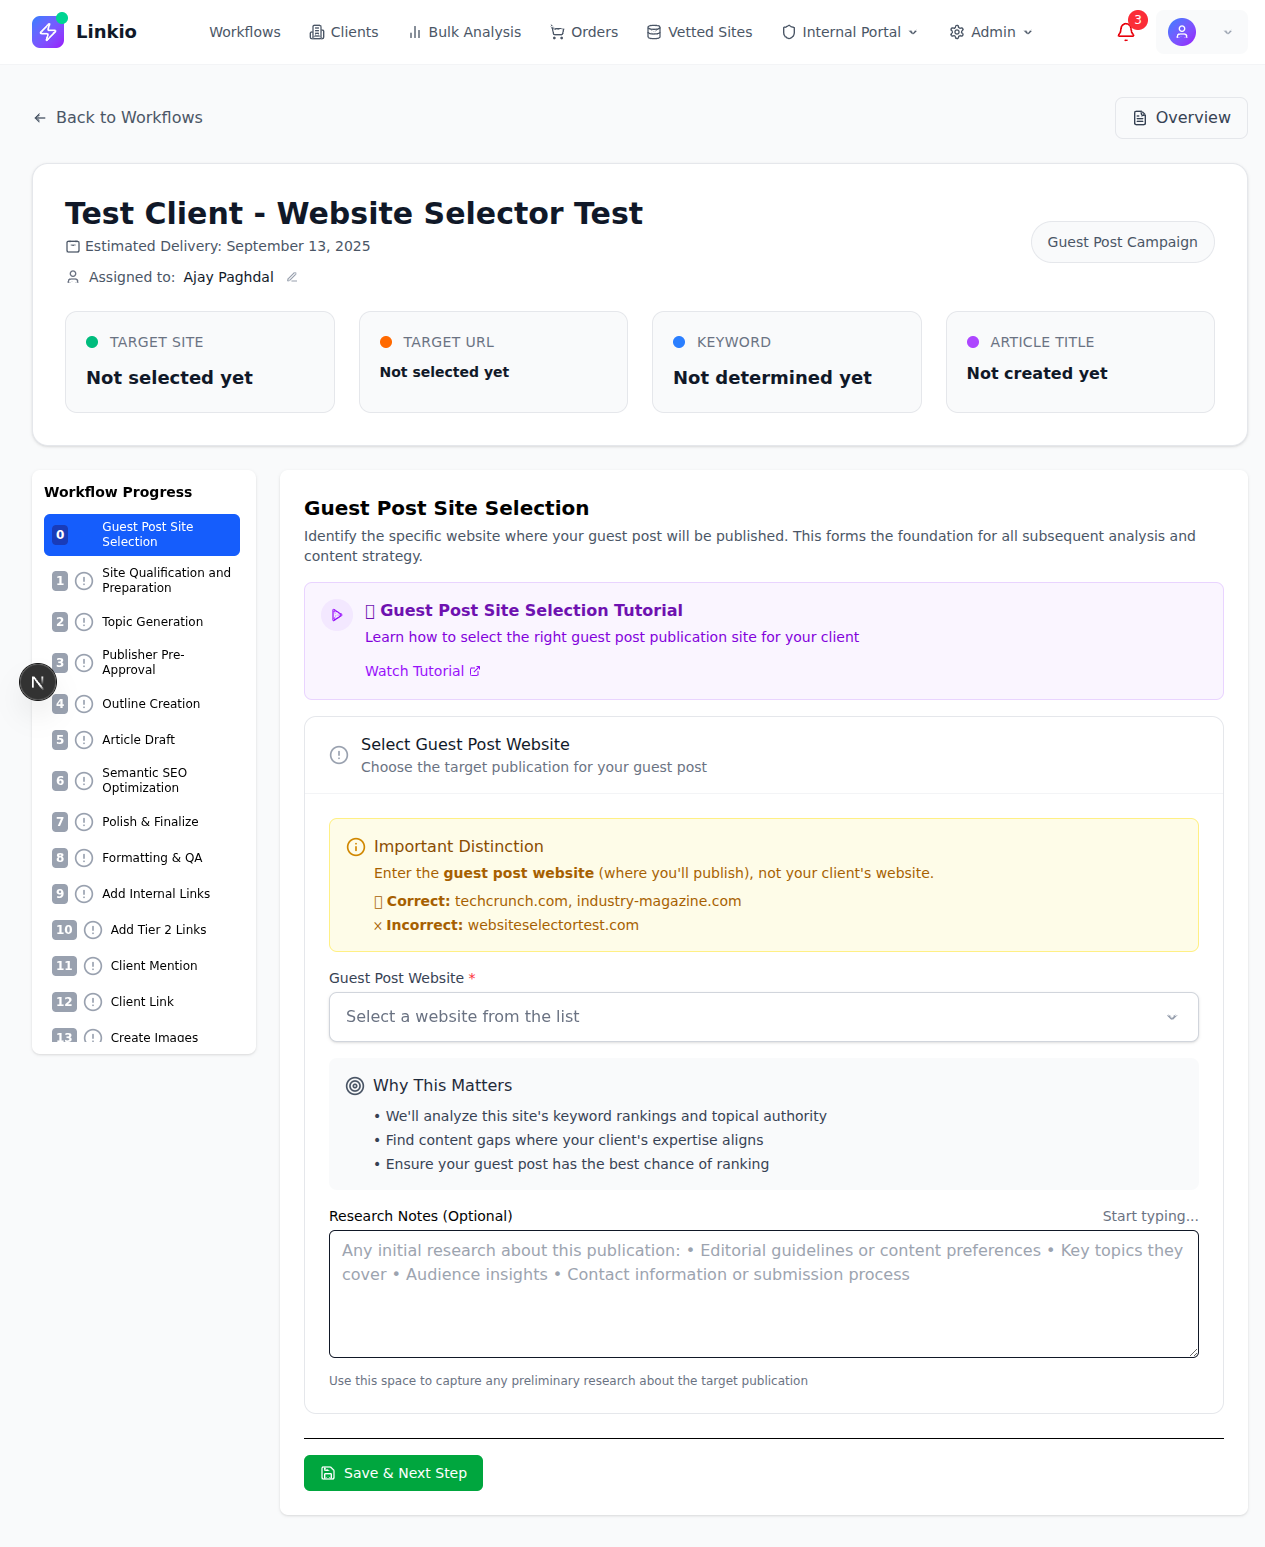 Linkio
Workflows
Clients
Bulk Analysis
Orders
Vetted Sites
Internal Portal
Admin
3
Back to Workflows
Overview
Test Client - Website Selector Test
Estimated Delivery: September 13, 2025
Assigned to: Ajay Paghdal
Guest Post Campaign
TARGET SITE
Not selected yet
TARGET URL
Not selected yet
KEYWORD
Not determined yet
ARTICLE TITLE
Not created yet
Workflow Progress
0 Guest Post Site
Selection
1 Site Qualification and
Preparation
2 Topic Generation
3 Publisher Pre-
Approval
4 Outline Creation
5 Article Draft
6 Semantic SEO
Optimization
7 Polish & Finalize
8 Formatting & QA
9 Add Internal Links
10 Add Tier 2 Links
11 Client Mention
12 Client Link
13 Create Images
N
Guest Post Site Selection
Identify the specific website where your guest post will be published. This forms the foundation for all subsequent analysis and
content strategy.
Guest Post Site Selection Tutorial
Learn how to select the right guest post publication site for your client
Watch Tutorial
Select Guest Post Website
Choose the target publication for your guest post
Important Distinction
Enter the guest post website (where you'll publish), not your client's website.
Correct: techcrunch.com, industry-magazine.com
× Incorrect: websiteselectortest.com
Guest Post Website *
Select a website from the list
Why This Matters
• We'll analyze this site's keyword rankings and topical authority
• Find content gaps where your client's expertise aligns
• Ensure your guest post has the best chance of ranking
Research Notes (Optional)
Start typing...
Any initial research about this publication: • Editorial guidelines or content preferences • Key topics they
cover • Audience insights • Contact information or submission process
Use this space to capture any preliminary research about the target publication
Save & Next Step